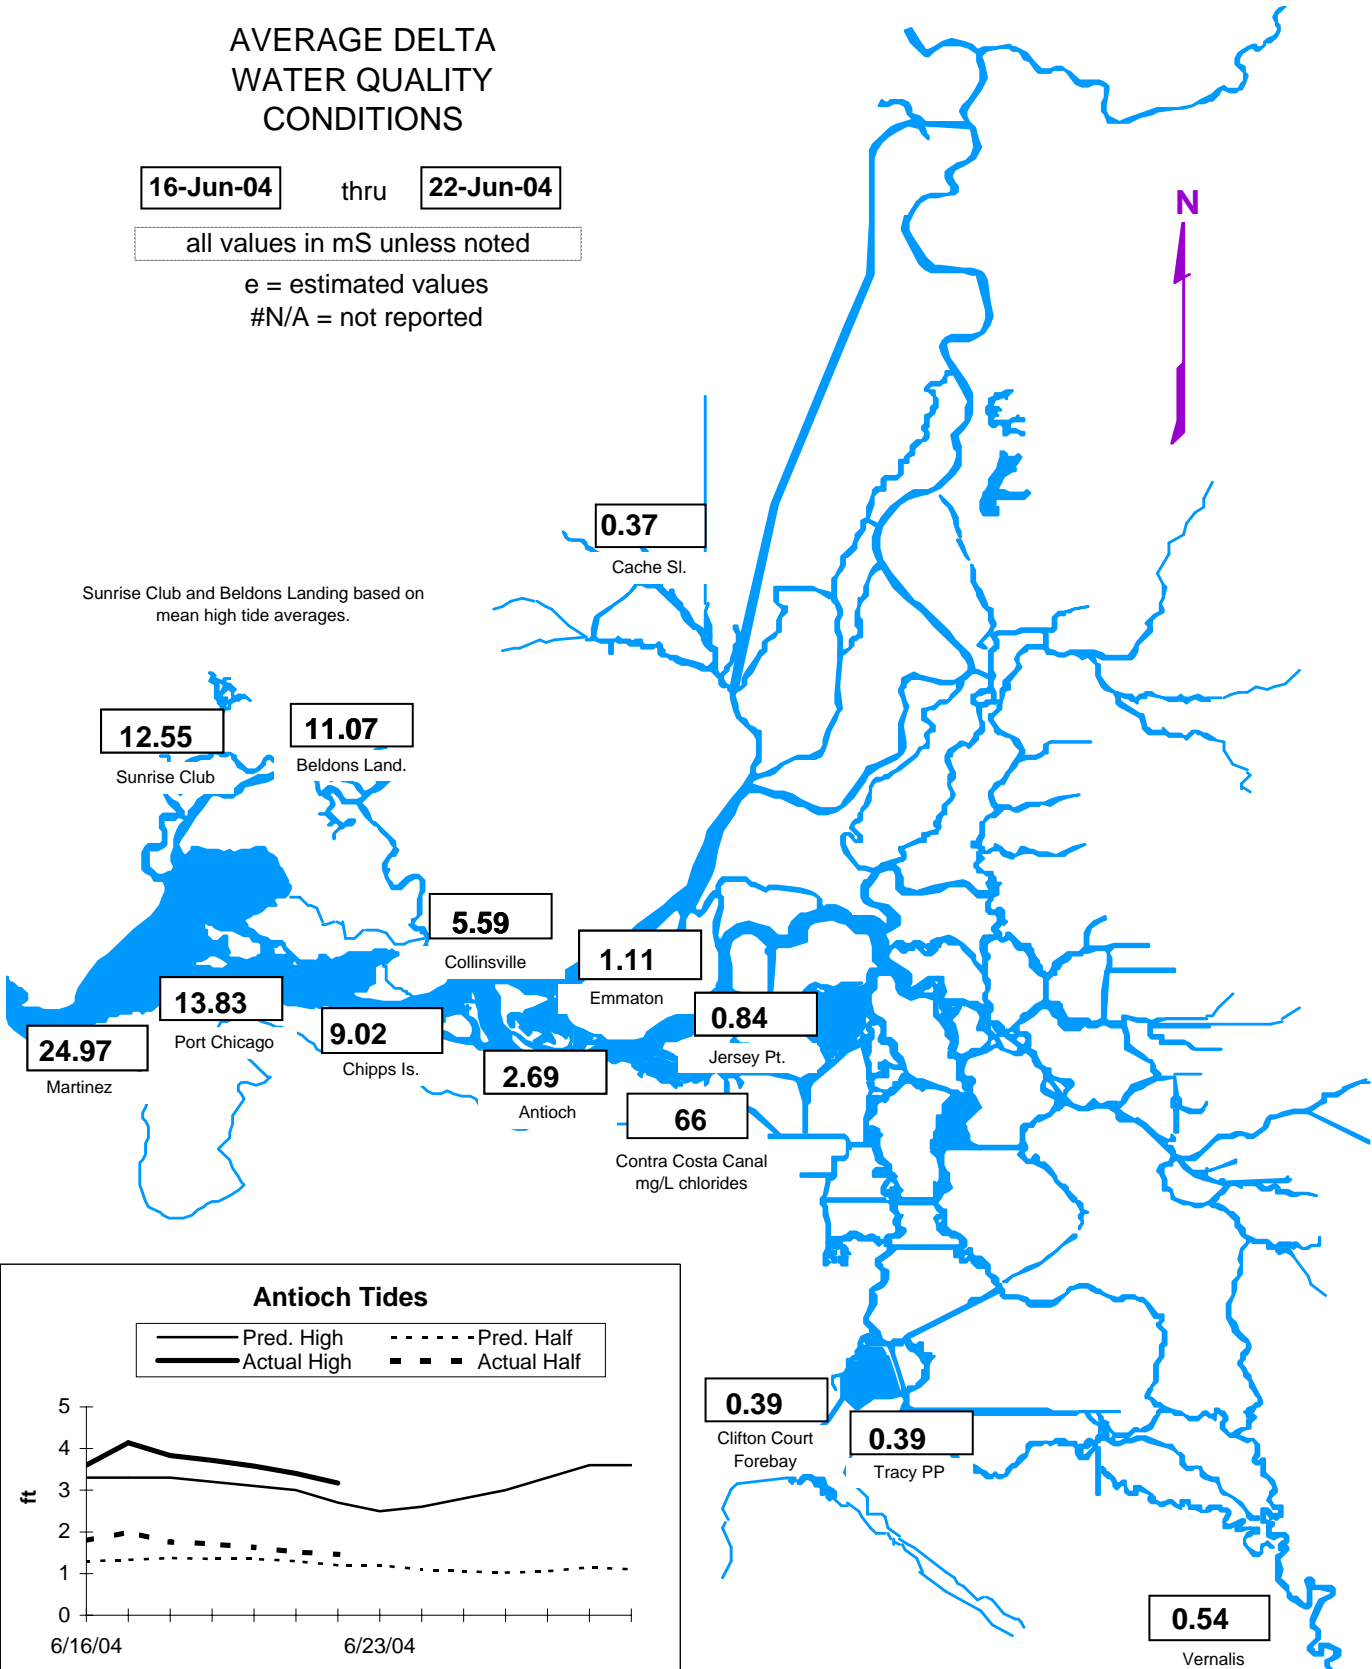 AVERAGE DELTA
WATER QUALITY
CONDITIONS
16-Jun-04 thru 22-Jun-04
all values in mS unless noted
e = estimated values
#N/A = not reported
N
0.37
Cache Sl.
Sunrise Club and Beldons Landing based on
mean high tide averages.
12.55
Sunrise Club
11.07
Beldons Land.
5.59
Collinsville
1.11
Emmaton
13.83
Port Chicago
0.84
Jersey Pt.
24.97
Martinez
9.02
Chipps Is.
2.69
Antioch
66
Contra Costa Canal
mg/L chlorides
Antioch Tides
Pred. High Pred. Half
Actual High Actual Half
5
4
3
2
1
0
ft
6/16/04 6/23/04
0.39
Clifton Court
Forebay
0.39
Tracy PP
0.54
Vernalis